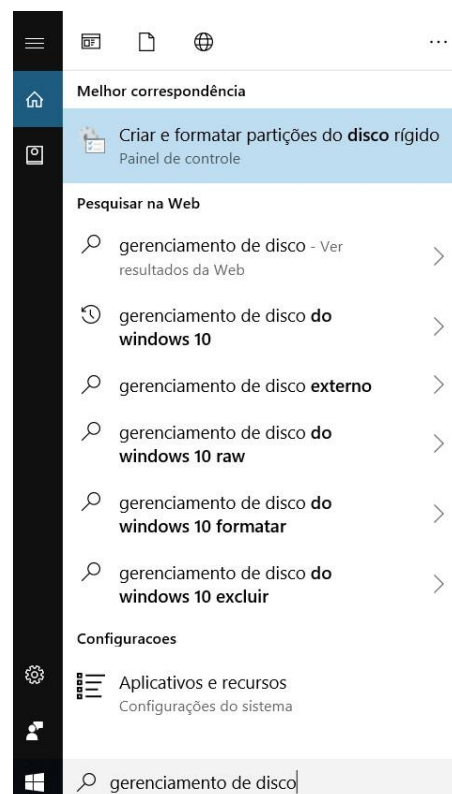 Melhor correspondência
Criar e formatar partições do disco rígido
Painel de controle
Pesquisar na Web
gerenciamento de disco - Ver
resultados da Web
gerenciamento de disco do
windows 10
gerenciamento de disco externo
gerenciamento de disco do
windows 10 raw
gerenciamento de disco do
windows 10 formatar
gerenciamento de disco do
windows 10 excluir
Configuracoes
Aplicativos e recursos
Configurações do sistema
gerenciamento de disco